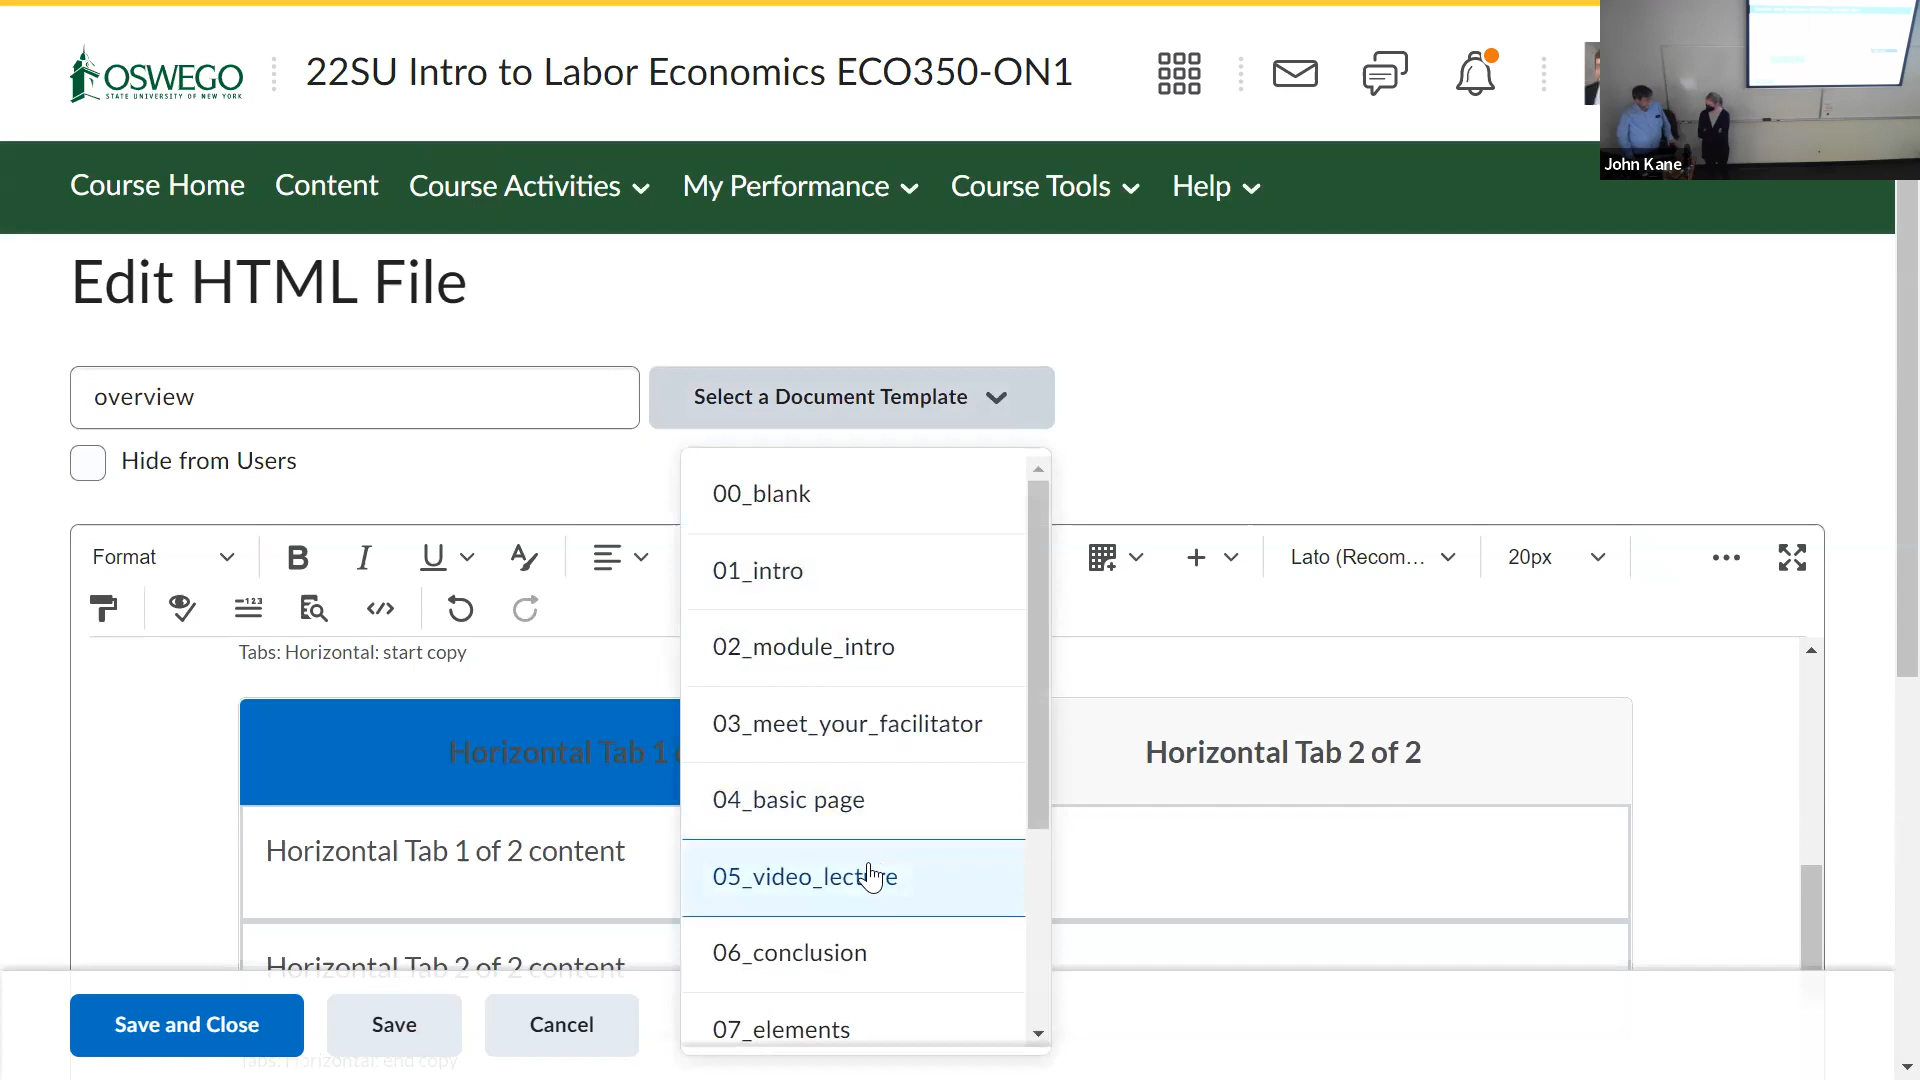 OSWEGO
STATE UNIVERSITY OF NEW YORK
22SU Intro to Labor Economics ECO350-ON1
John Kane
Course Home
Content
Course Activities
My Performance
Course Tools
Help
Edit HTML File
overview
Select a Document Template
Hide from Users
00_blank
01_intro
02_module_intro
03_meet_your_facilitator
04_basic page
05_video_lecture
06_conclusion
07_elements
Format
B
I
U
Lato (Recom...
20px
Tabs: Horizontal: start copy
Horizontal Tab 1
Horizontal Tab 2 of 2
Horizontal Tab 1 of 2 content
Horizontal Tab 2 of 2 content
Save and Close
Save
Cancel
Tabs: Horizontal: end copy